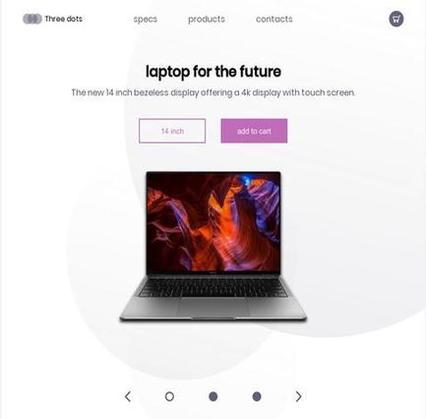 Three dots
specs
products
contacts
laptop for the future
The new 14 inch bezeless display offering a 4k display with touch screen.
14 inch
add to cart